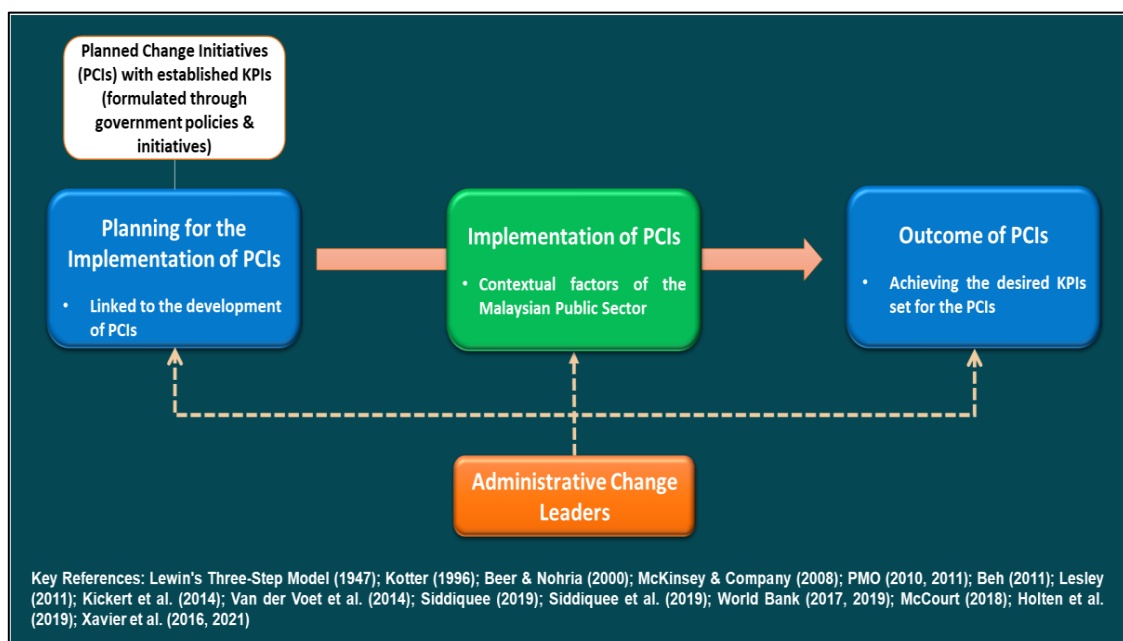 Planned Change Initiatives
(PCIs) with established KPIs
(formulated through
government policies &
initiatives)
Planning for the
Implementation of PCIs
• Linked to the development
of PCIs
Implementation of PCIs
• Contextual factors of the
Malaysian Public Sector
Outcome of PCIs
• Achieving the desired KPIs
set for the PCIs
Administrative Change
Leaders
Key References: Lewin's Three-Step Model (1947); Kotter (1996); Beer & Nohria (2000); McKinsey & Company (2008); PMO (2010, 2011); Beh (2011); Lesley
(2011); Kickert et al. (2014); Van der Voet et al. (2014); Siddiquee (2019); Siddiquee et al. (2019); World Bank (2017, 2019); McCourt (2018); Holten et al.
(2019); Xavier et al. (2016, 2021)